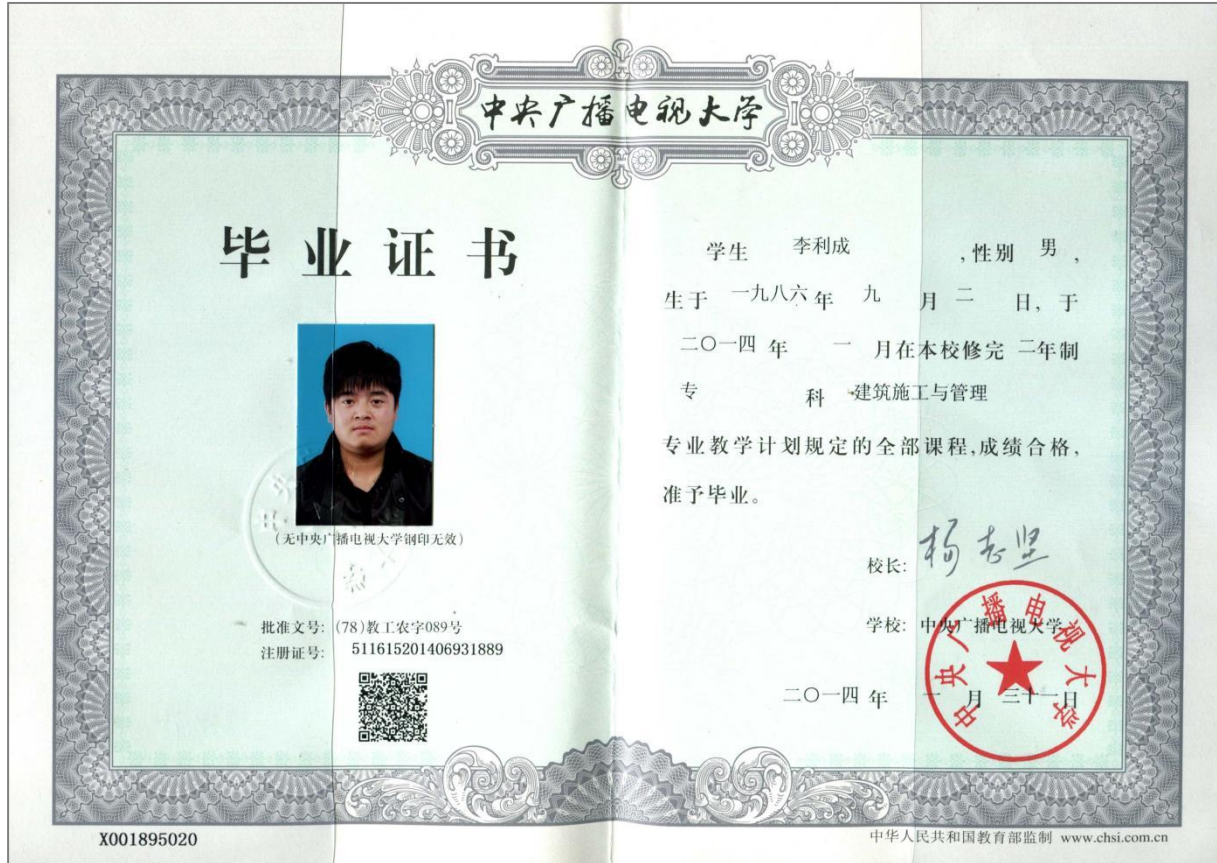 中央广播电视大学
毕业证书
(无中央广播电视大学钢印无效)
批准文号: (78)教工农字089号
注册证号: 511615201406931889
X001895020
学生 李利成 ,性别 男 ,
生于 一九八六 年 九 月 二 日, 于
二〇一四 年 一 月在本校修完 二年制
专 科 建筑施工与管理
专业教学计划规定的全部课程,成绩合格,
准予毕业。
校长: 杨志坚
学校: 中央广播电视大学
中央广播电视大学
二〇一四 年 一 月 三十一日
中华人民共和国教育部监制 www.chsi.com.cn